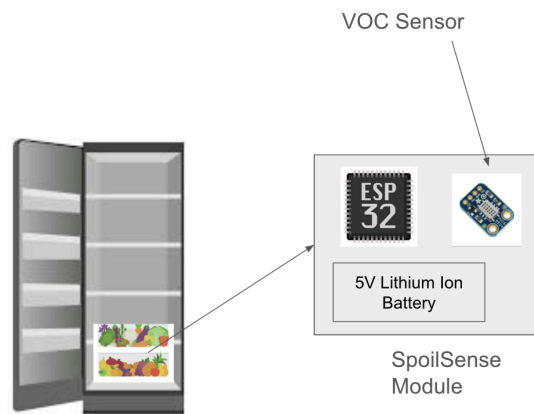 VOC Sensor
ESP
32
5V Lithium Ion
Battery
SpoilSense
Module